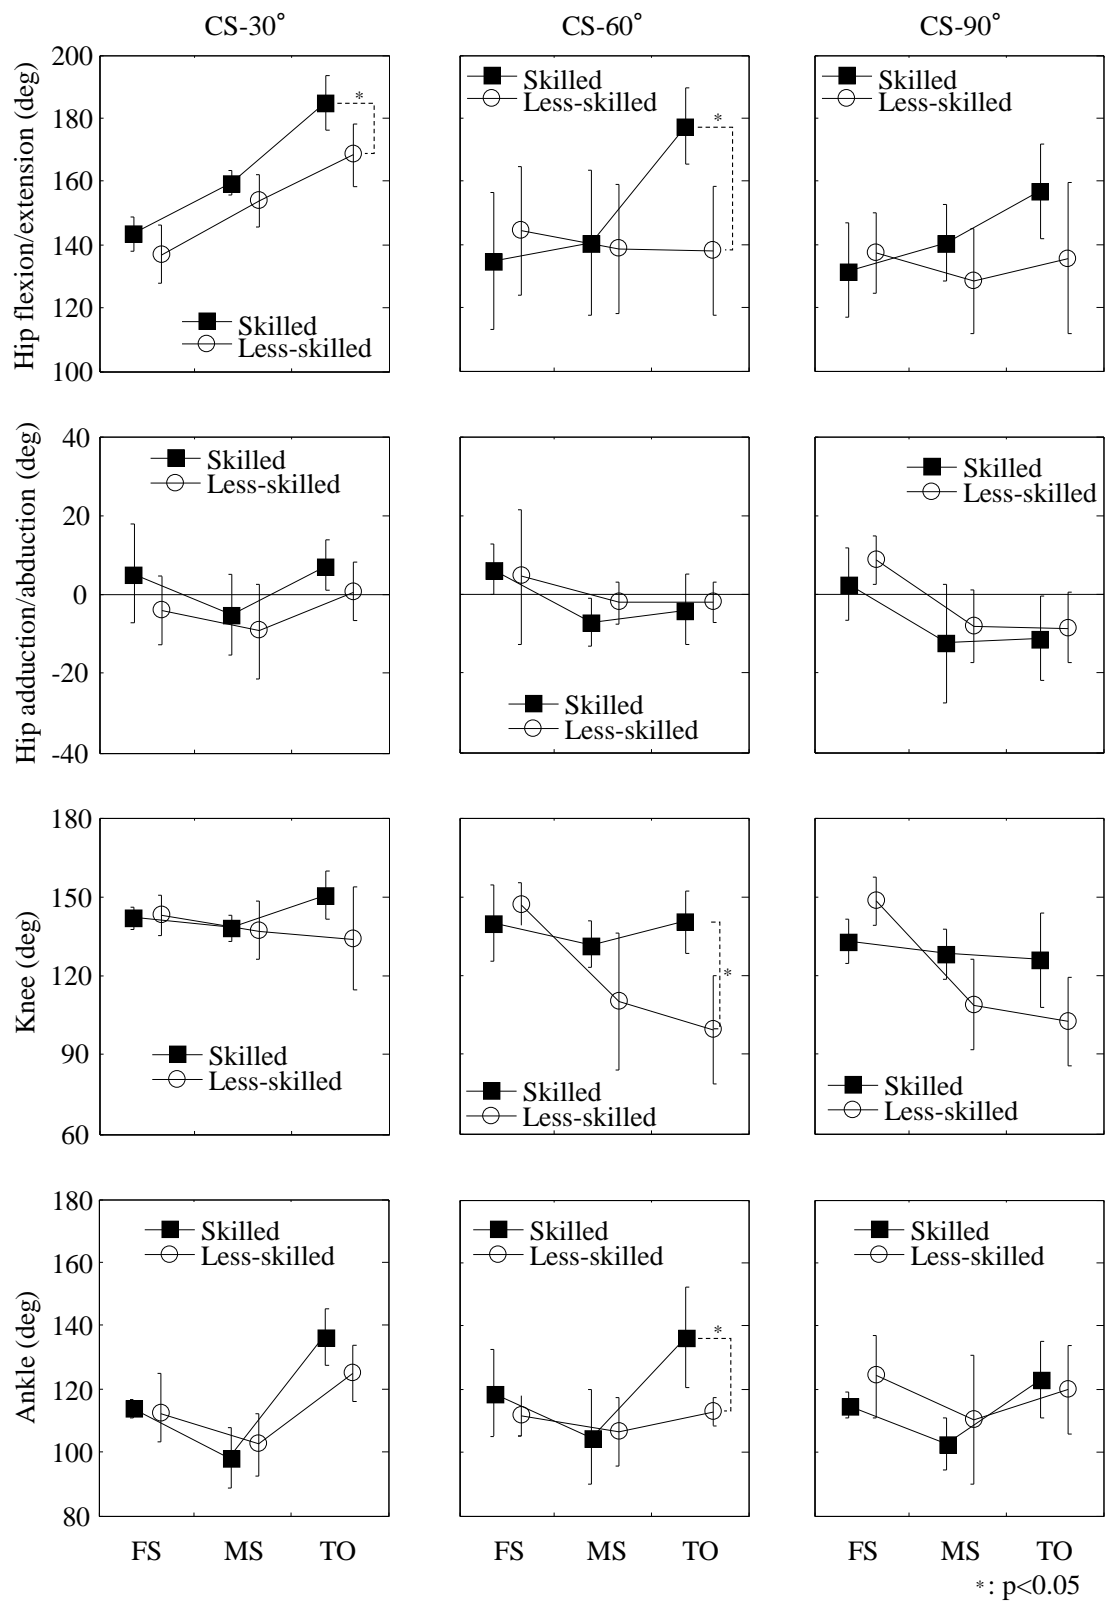 CS-30° CS-60° CS-90°
Hip flexion/extension (deg)
200
180
160
140
120
100
*
Skilled
Less-skilled
Skilled
Less-skilled
*
Skilled
Less-skilled
Hip adduction/abduction (deg)
40
20
0
-20
-40
Skilled
Less-skilled
Skilled
Less-skilled
Skilled
Less-skilled
Knee (deg)
180
150
120
90
60
Skilled
Less-skilled
*
Skilled
Less-skilled
Skilled
Less-skilled
Ankle (deg)
180
160
140
120
100
80
Skilled
Less-skilled
Skilled
Less-skilled
*
Skilled
Less-skilled
FS MS TO FS MS TO FS MS TO
*: p<0.05